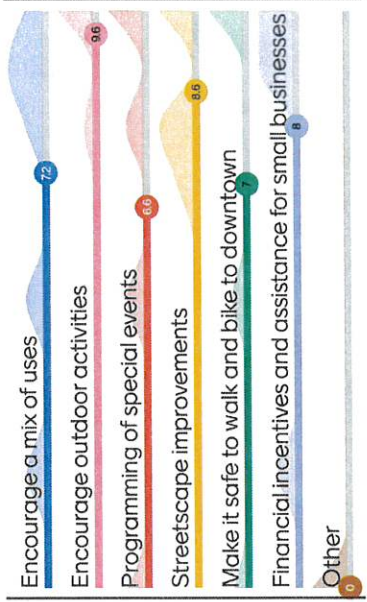 Encourage a mix of uses
7.2
Encourage outdoor activities
9.6
Programming of special events
6.6
Streetscape improvements
8.6
Make it safe to walk and bike to downtown
7
Financial incentives and assistance for small businesses
8
Other
0